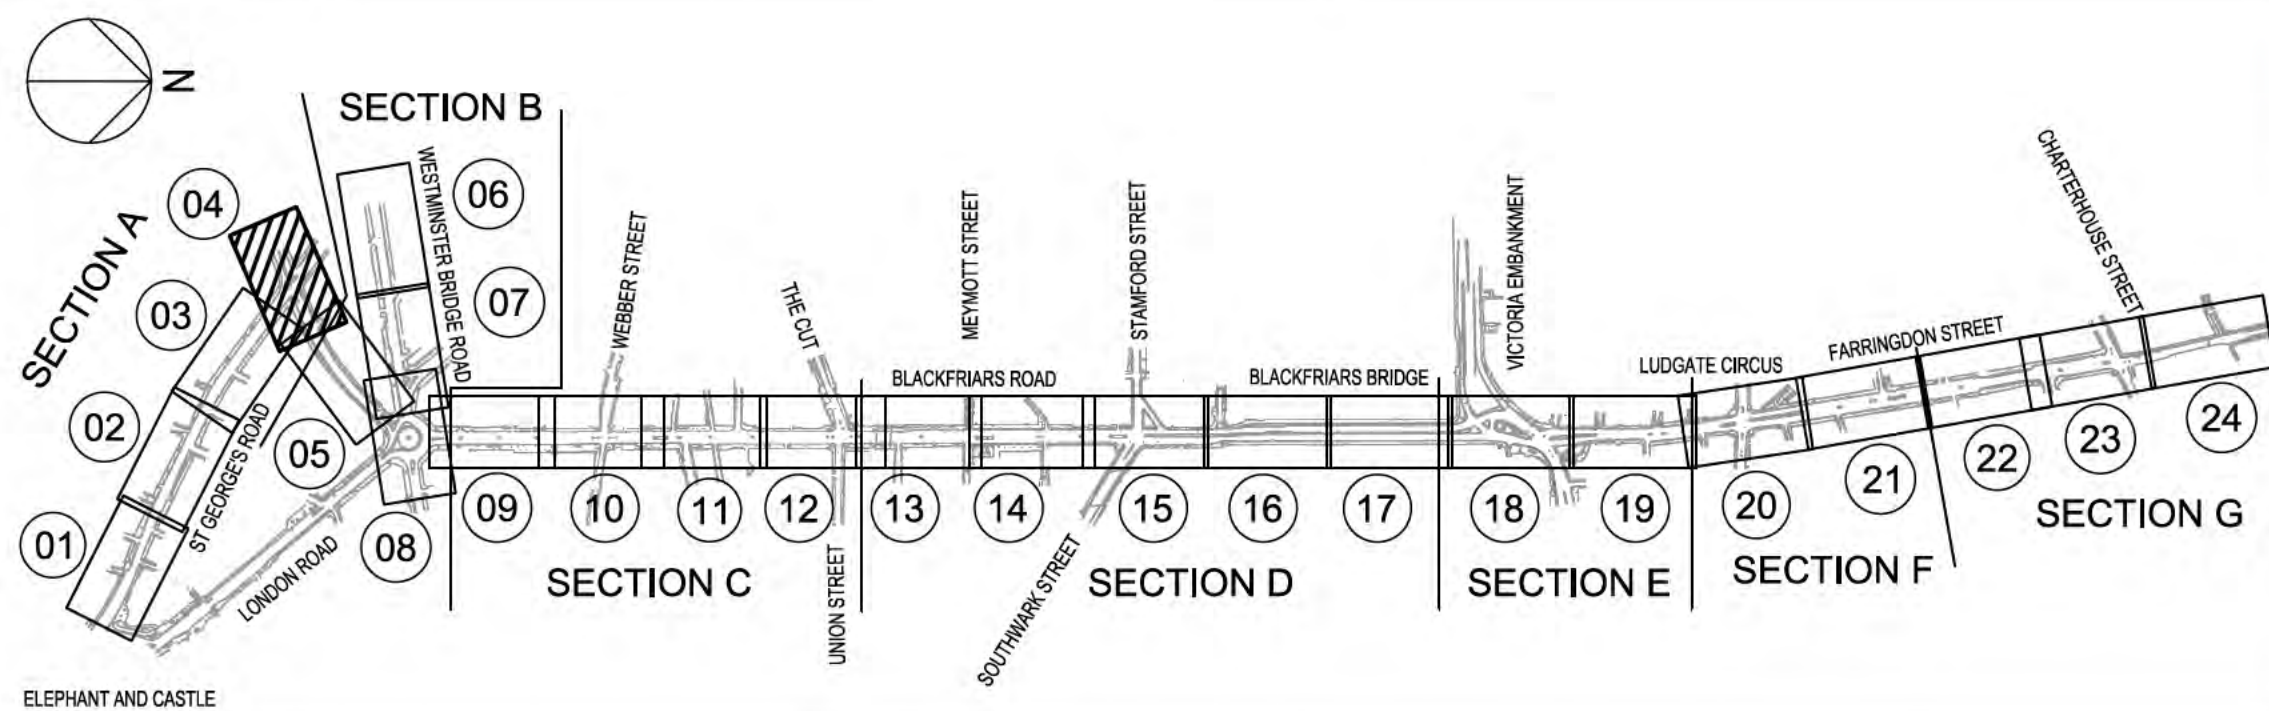 N
SECTION B
SECTION A
04
03
02
01
05
06
07
08
WESTMINSTER BRIDGE ROAD
ST GEORGE'S ROAD
LONDON ROAD
ELEPHANT AND CASTLE
WEBBER STREET
THE CUT
UNION STREET
09
10
11
12
SECTION C
MEYMOTT STREET
STAMFORD STREET
BLACKFRIARS ROAD
BLACKFRIARS BRIDGE
SOUTHWARK STREET
13
14
15
16
17
SECTION D
VICTORIA EMBANKMENT
18
19
SECTION E
LUDGATE CIRCUS
FARRINGDON STREET
20
21
SECTION F
CHARTERHOUSE STREET
22
23
24
SECTION G